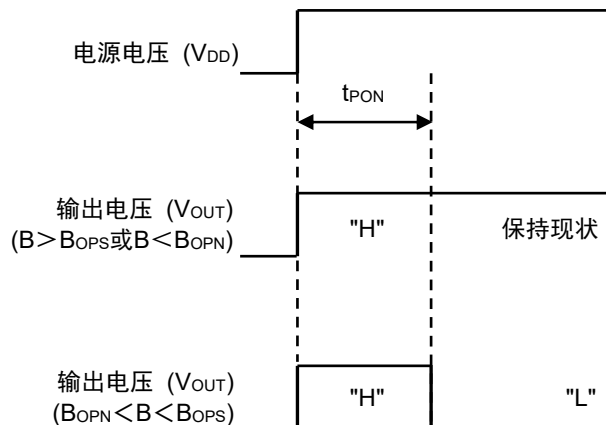 电源电压 (VDD)
tPON
输出电压 (VOUT)
(B＞BOPS或B＜BOPN)
"H"
保持现状
输出电压 (VOUT)
(BOPN＜B＜BOPS)
"H"
"L"